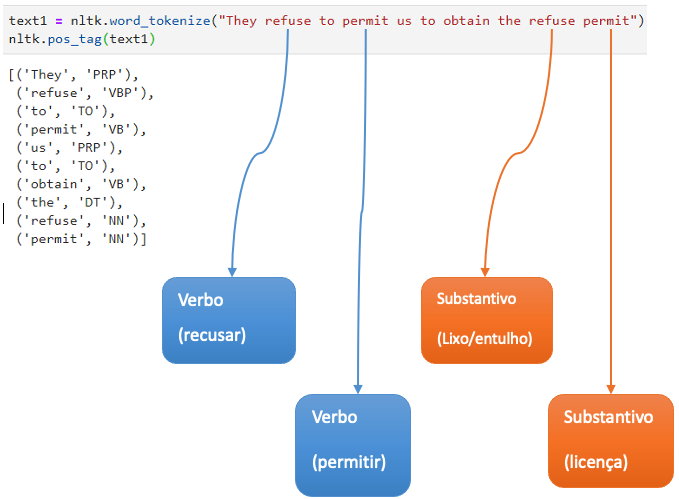 text1 = nltk.word_tokenize("They refuse to permit us to obtain the refuse permit")
nltk.pos_tag(text1)
[('They', 'PRP'),
('refuse', 'VBP'),
('to', 'TO'),
('permit', 'VB'),
('us', 'PRP'),
('to', 'TO'),
('obtain', 'VB'),
('the', 'DT'),
('refuse', 'NN'),
('permit', 'NN')]
Verbo
(recusar)
Substantivo
(Lixo/entulho)
Verbo
(permitir)
Substantivo
(licença)